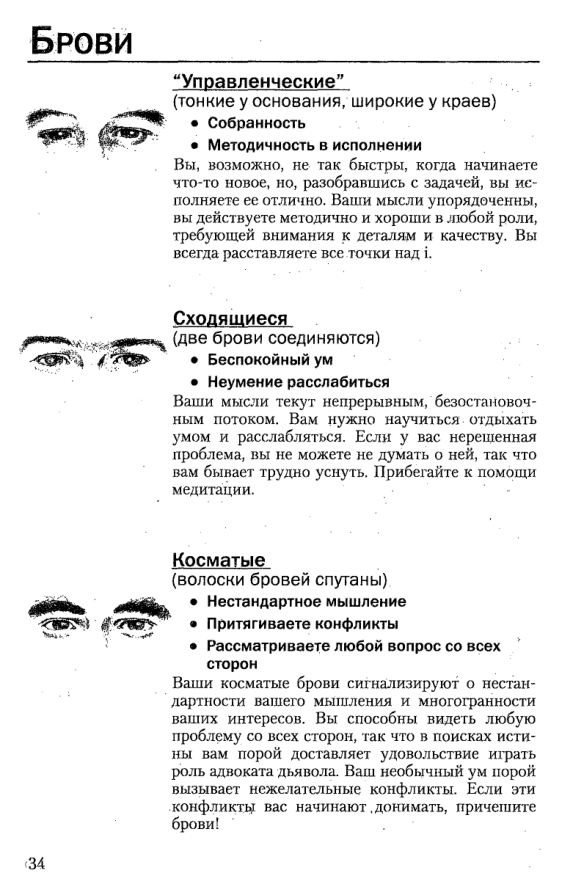 БРОВИ
“Управленческие”
(тонкие у основания, широкие у краев)
• Собранность
• Методичность в исполнении
Вы, возможно, не так быстры, когда начинаете
что-то новое, но, разобравшись с задачей, вы ис-
полняете ее отлично. Ваши мысли упорядоченны,
вы действуете методично и хороши в любой роли,
требующей внимания к деталям и качеству. Вы
всегда расставляете все точки над i.
Сходящиеся
(две брови соединяются)
• Беспокойный ум
• Неумение расслабиться
Ваши мысли текут непрерывным, безостановоч-
ным потоком. Вам нужно научиться отдыхать
умом и расслабляться. Если у вас нерешенная
проблема, вы не можете не думать о ней, так что
вам бывает трудно уснуть. Прибегайте к помощи
медитации.
Косматые
(волоски бровей спутаны)
• Нестандартное мышление
• Притягиваете конфликты
• Рассматриваете любой вопрос со всех
сторон
Ваши косматые брови сигнализируют о нестан-
дартности вашего мышления и многогранности
ваших интересов. Вы способны видеть любую
проблему со всех сторон, так что в поисках исти-
ны вам порой доставляет удовольствие играть
роль адвоката дьявола. Ваш необычный ум порой
вызывает нежелательные конфликты. Если эти
конфликты вас начинают донимать, причешите
брови!
34